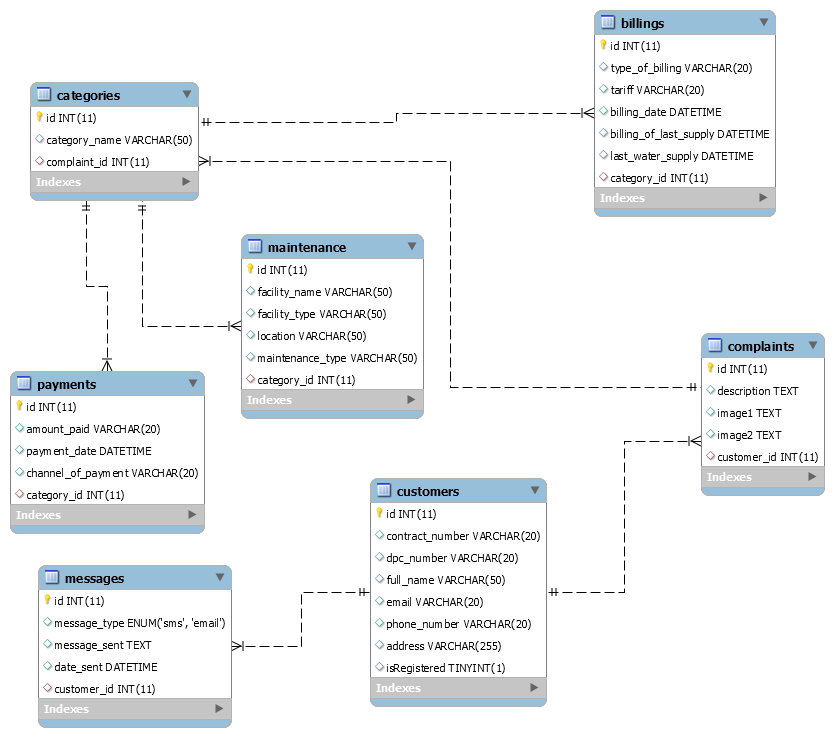 billings
id INT(11)
type_of_billing VARCHAR(20)
tariff VARCHAR(20)
billing_date DATETIME
billing_of_last_supply DATETIME
last_water_supply DATETIME
category_id INT(11)
Indexes
categories
id INT(11)
category_name VARCHAR(50)
complaint_id INT(11)
Indexes
maintenance
id INT(11)
facility_name VARCHAR(50)
facility_type VARCHAR(50)
location VARCHAR(50)
maintenance_type VARCHAR(50)
category_id INT(11)
Indexes
complaints
id INT(11)
description TEXT
image1 TEXT
image2 TEXT
customer_id INT(11)
Indexes
payments
id INT(11)
amount_paid VARCHAR(20)
payment_date DATETIME
channel_of_payment VARCHAR(20)
category_id INT(11)
Indexes
customers
id INT(11)
contract_number VARCHAR(20)
dpc_number VARCHAR(20)
full_name VARCHAR(50)
email VARCHAR(20)
phone_number VARCHAR(20)
address VARCHAR(255)
isRegistered TINYINT(1)
Indexes
messages
id INT(11)
message_type ENUM('sms', 'email')
message_sent TEXT
date_sent DATETIME
customer_id INT(11)
Indexes